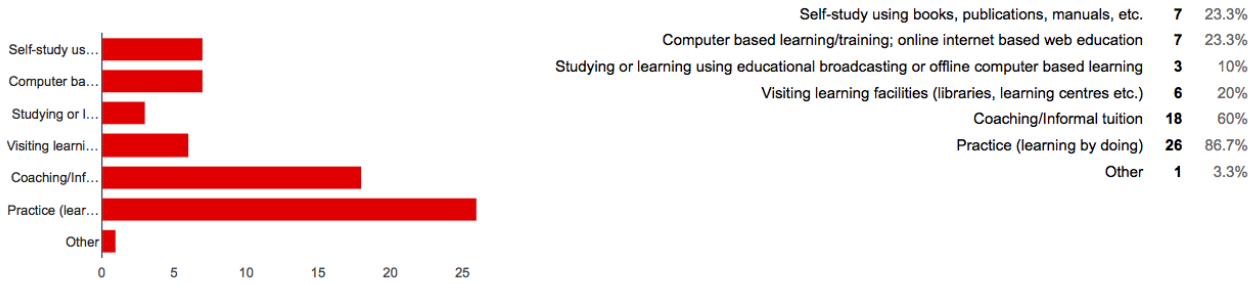 Self-study us...
Computer ba...
Studying or l...
Visiting learni...
Coaching/Inf...
Practice (lear...
Other
0 5 10 15 20 25
Self-study using books, publications, manuals, etc. 7 23.3%
Computer based learning/training; online internet based web education 7 23.3%
Studying or learning using educational broadcasting or offline computer based learning 3 10%
Visiting learning facilities (libraries, learning centres etc.) 6 20%
Coaching/Informal tuition 18 60%
Practice (learning by doing) 26 86.7%
Other 1 3.3%